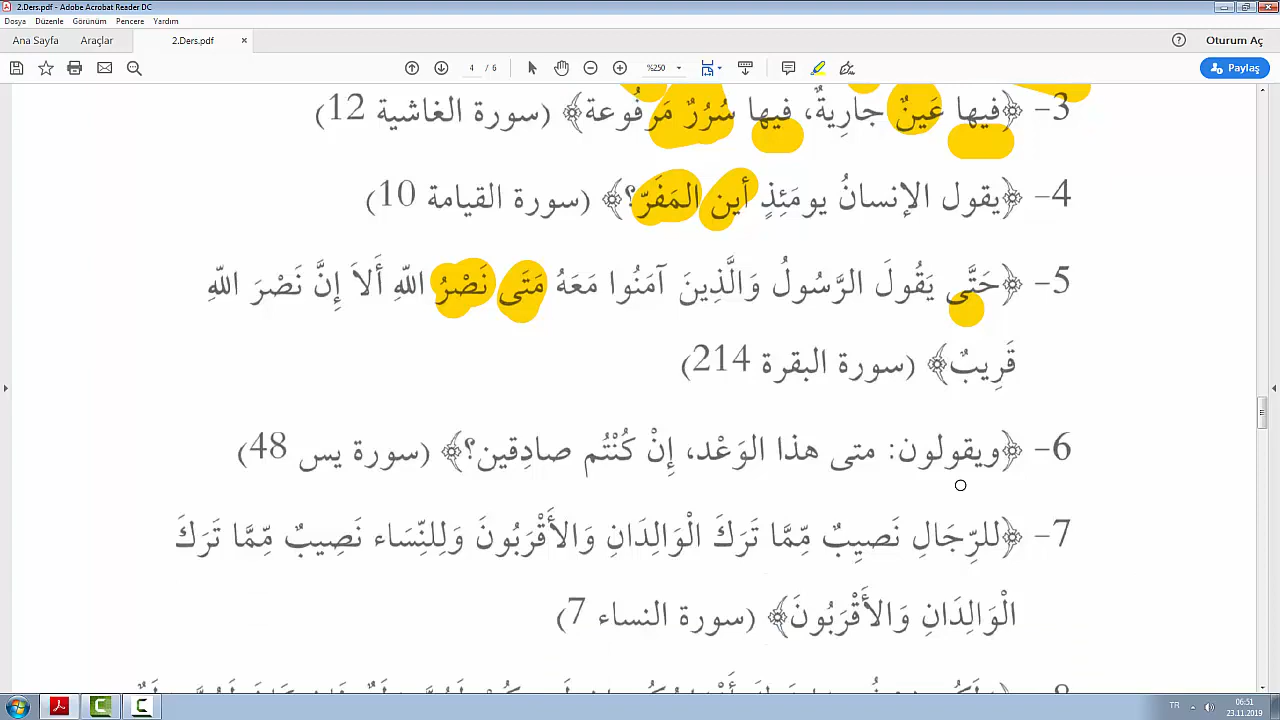 2.Ders.pdf - Adobe Acrobat Reader DC
Dosya Düzenle Görünüm Pencere Yardım
Ana Sayfa Araçlar 2.Ders.pdf × Oturum Aç
4 / 6 %250 Paylaş
3- ﴿فيها عَينٌ جارِيةٌ، فيها سُرُرٌ مَرفُوعة﴾ (سورة الغاشية 12)
4- ﴿يقول الإنسانُ يومَئِذٍ أين المَفَرّ؟﴾ (سورة القيامة 10)
5- ﴿حَتَّى يَقُولَ الرَّسُولُ وَالَّذِينَ آمَنُوا مَعَهُ مَتَى نَصْرُ اللّهِ أَلاَ إِنَّ نَصْرَ اللّهِ
قَرِيبٌ﴾ (سورة البقرة 214)
6- ﴿ويقولون: متى هذا الوَعْد، إِنْ كُنْتُم صادِقين؟﴾ (سورة يس 48)
7- ﴿للرِّجَالِ نَصيِبٌ مِّمَّا تَرَكَ الْوَالِدَانِ وَالأَقْرَبُونَ وَلِلنِّسَاء نَصِيبٌ مِّمَّا تَرَكَ
الْوَالِدَانِ وَالأَقْرَبُونَ﴾ (سورة النساء 7)
TR 06:51
23.11.2019